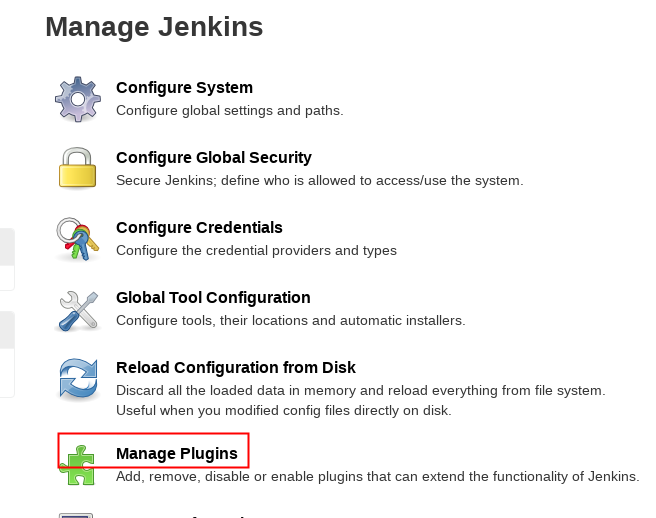 Manage Jenkins
Configure System
Configure global settings and paths.
Configure Global Security
Secure Jenkins; define who is allowed to access/use the system.
Configure Credentials
Configure the credential providers and types
Global Tool Configuration
Configure tools, their locations and automatic installers.
Reload Configuration from Disk
Discard all the loaded data in memory and reload everything from file system.
Useful when you modified config files directly on disk.
Manage Plugins
Add, remove, disable or enable plugins that can extend the functionality of Jenkins.